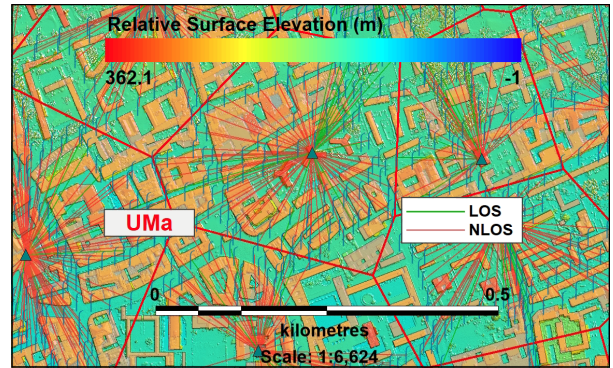 Relative Surface Elevation (m)
362.1 -1
UMa
LOS
NLOS
0 0.5
kilometres
Scale: 1:6,624